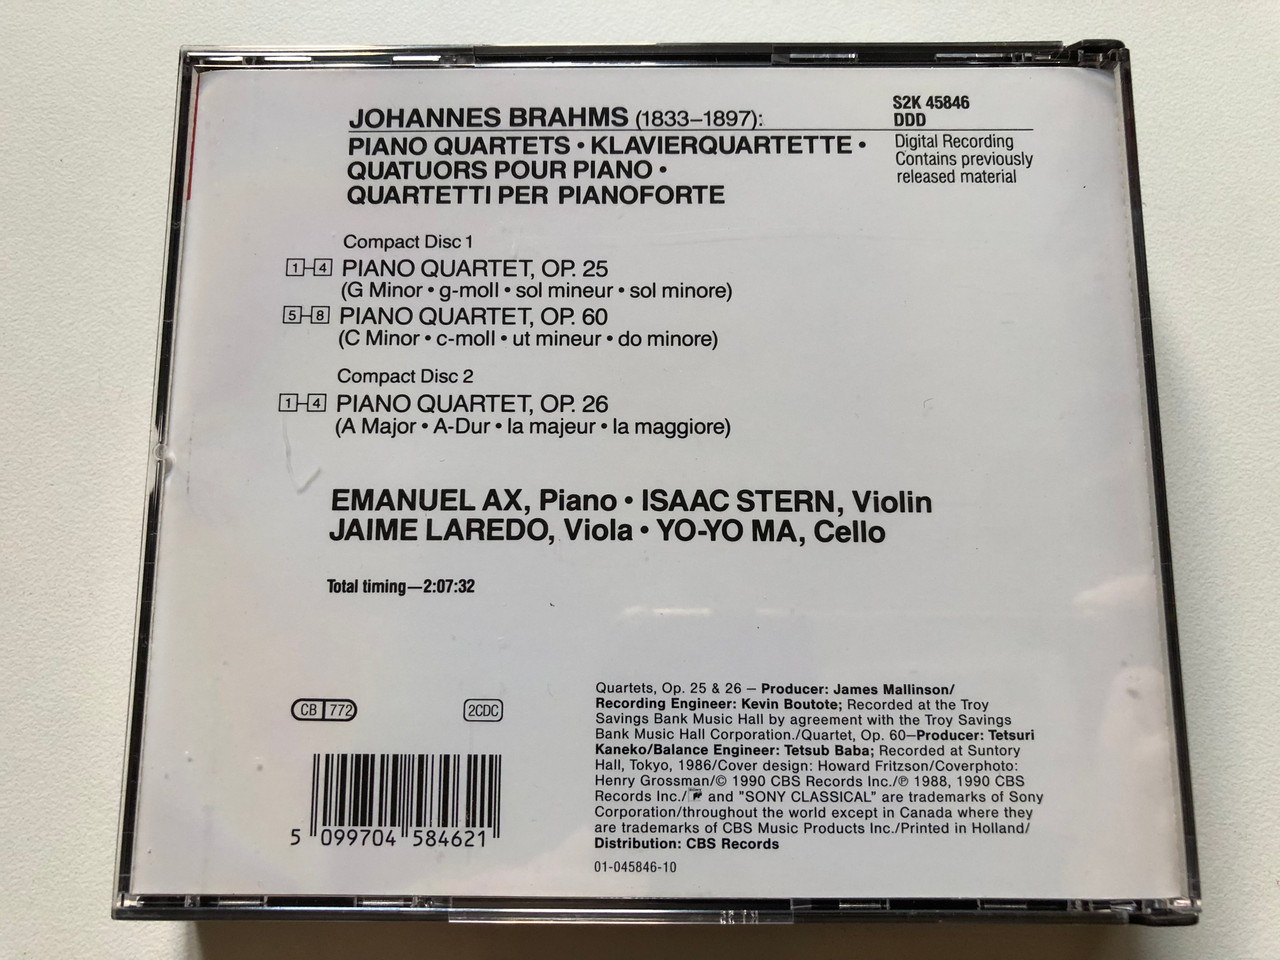 JOHANNES BRAHMS (1833–1897):
PIANO QUARTETS • KLAVIERQUARTETTE •
QUATUORS POUR PIANO •
QUARTETTI PER PIANOFORTE
S2K 45846
DDD
Digital Recording
Contains previously
released material
Compact Disc 1
1-4 PIANO QUARTET, OP. 25
(G Minor • g-moll • sol mineur • sol minore)
5-8 PIANO QUARTET, OP. 60
(C Minor • c-moll • ut mineur • do minore)
Compact Disc 2
1-4 PIANO QUARTET, OP. 26
(A Major • A-Dur • la majeur • la maggiore)
EMANUEL AX, Piano • ISAAC STERN, Violin
JAIME LAREDO, Viola • YO-YO MA, Cello
Total timing—2:07:32
CB 772
2CDC
5 099704 584621
Quartets, Op. 25 & 26 – Producer: James Mallinson/
Recording Engineer: Kevin Boutote; Recorded at the Troy
Savings Bank Music Hall by agreement with the Troy Savings
Bank Music Hall Corporation./Quartet, Op. 60–Producer: Tetsuri
Kaneko/Balance Engineer: Tetsub Baba; Recorded at Suntory
Hall, Tokyo, 1986/Cover design: Howard Fritzson/Coverphoto:
Henry Grossman/© 1990 CBS Records Inc./℗ 1988, 1990 CBS
Records Inc./ and "SONY CLASSICAL" are trademarks of Sony
Corporation/throughout the world except in Canada where they
are trademarks of CBS Music Products Inc./Printed in Holland/
Distribution: CBS Records
01-045846-10